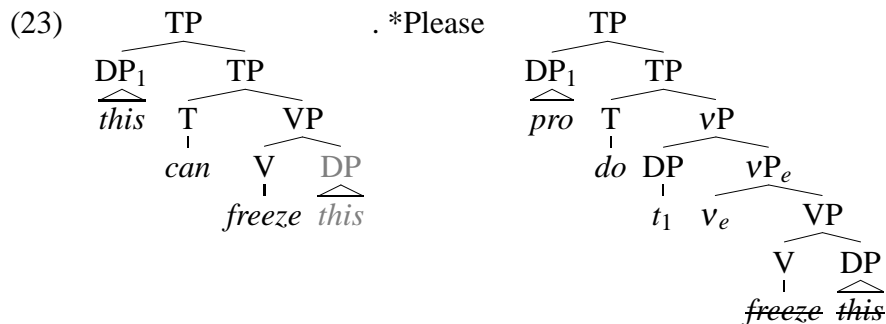 (23) TP . *Please TP
DP1 TP DP1 TP
this T VP pro T vP
can V DP do DP vPe
freeze this t1 ve VP
V DP
freeze this